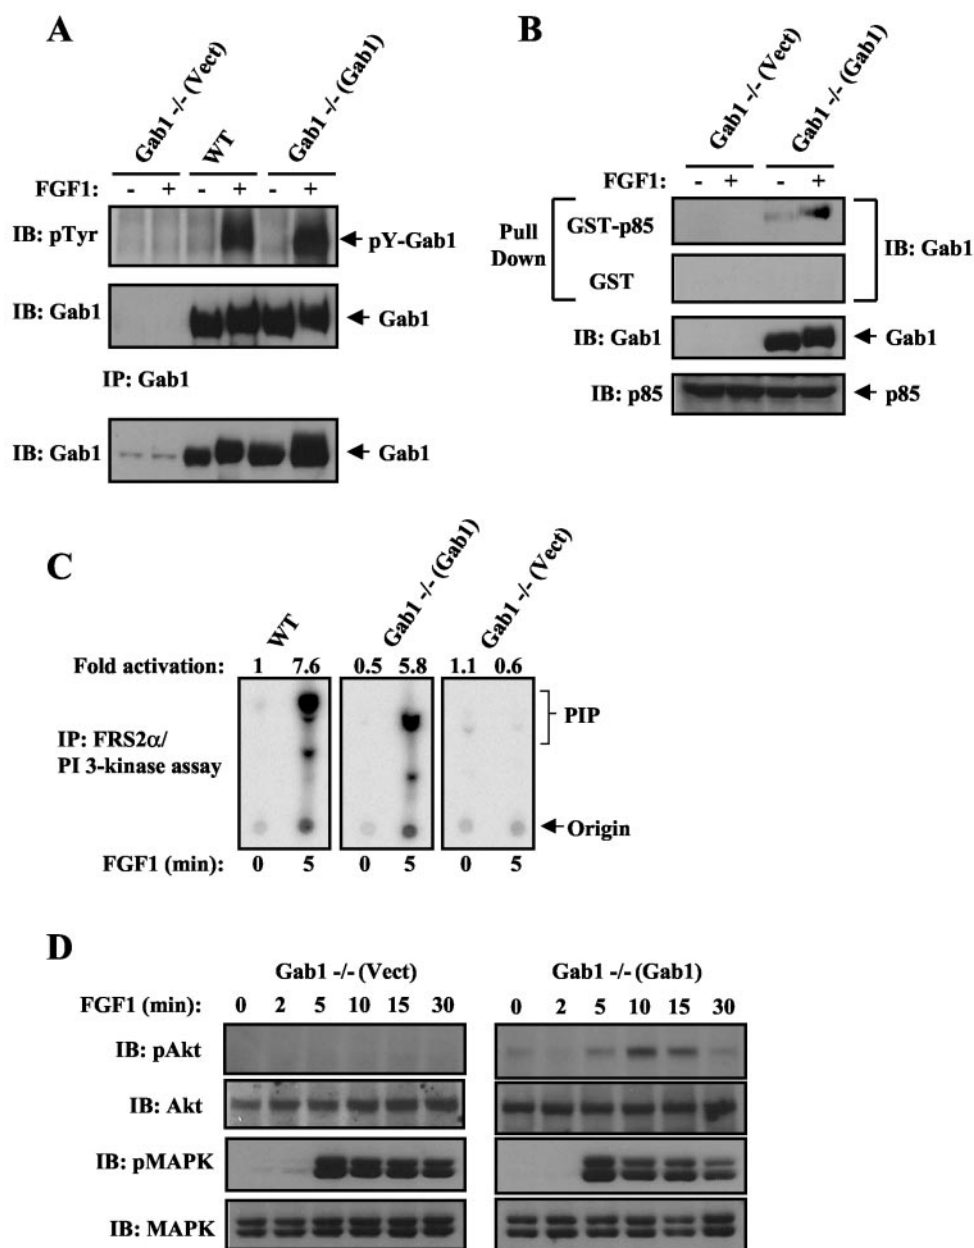 A
Gab1 -/- (Vect)
WT
Gab1 -/- (Gab1)
FGF1: - + - + - +
IB: pTyr
pY-Gab1
IB: Gab1
Gab1
IP: Gab1
IB: Gab1
Gab1
B
Gab1 -/- (Vect)
Gab1 -/- (Gab1)
FGF1: - + - +
Pull
Down
GST-p85
GST
IB: Gab1
IB: Gab1
Gab1
IB: p85
p85
C
WT
Gab1 -/- (Gab1)
Gab1 -/- (Vect)
Fold activation: 1 7.6 0.5 5.8 1.1 0.6
IP: FRS2α/
PI 3-kinase assay
PIP
Origin
FGF1 (min): 0 5 0 5 0 5
D
Gab1 -/- (Vect) Gab1 -/- (Gab1)
FGF1 (min): 0 2 5 10 15 30 0 2 5 10 15 30
IB: pAkt
IB: Akt
IB: pMAPK
IB: MAPK